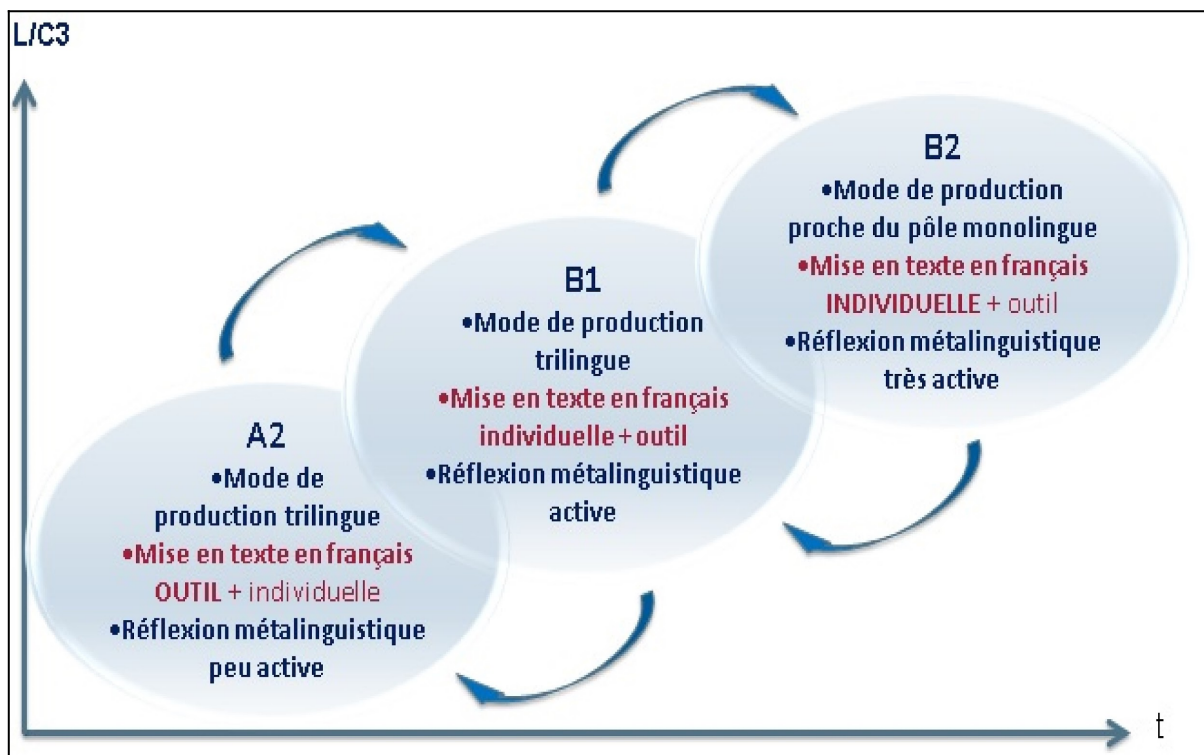 L/C3
B2
•Mode de production
proche du pôle monolingue
•Mise en texte en français
INDIVIDUELLE + outil
•Réflexion métalinguistique
très active
B1
•Mode de production
trilingue
•Mise en texte en français
individuelle + outil
•Réflexion métalinguistique
active
A2
•Mode de
production trilingue
•Mise en texte en français
OUTIL + individuelle
•Réflexion métalinguistique
peu active
t